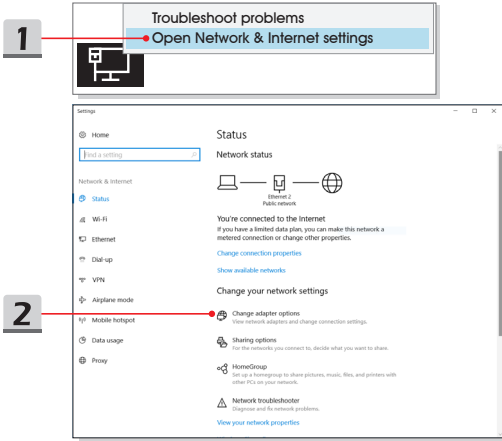 Troubleshoot problems
1
Open Network & Internet settings
Settings
Home
Find a setting
Network & Internet
Status
Wi-Fi
Ethernet
Dial-up
VPN
Airplane mode
2
Mobile hotspot
Data usage
Proxy
Status
Network status
Ethernet 2
Public network
You're connected to the Internet
If you have a limited data plan, you can make this network a
metered connection or change other properties.
Change connection properties
Show available networks
Change your network settings
Change adapter options
View network adapters and change connection settings.
Sharing options
For the networks you connect to, decide what you want to share.
HomeGroup
Set up a homegroup to share pictures, music, files, and printers with
other PCs on your network.
Network troubleshooter
Diagnose and fix network problems.
View your network properties